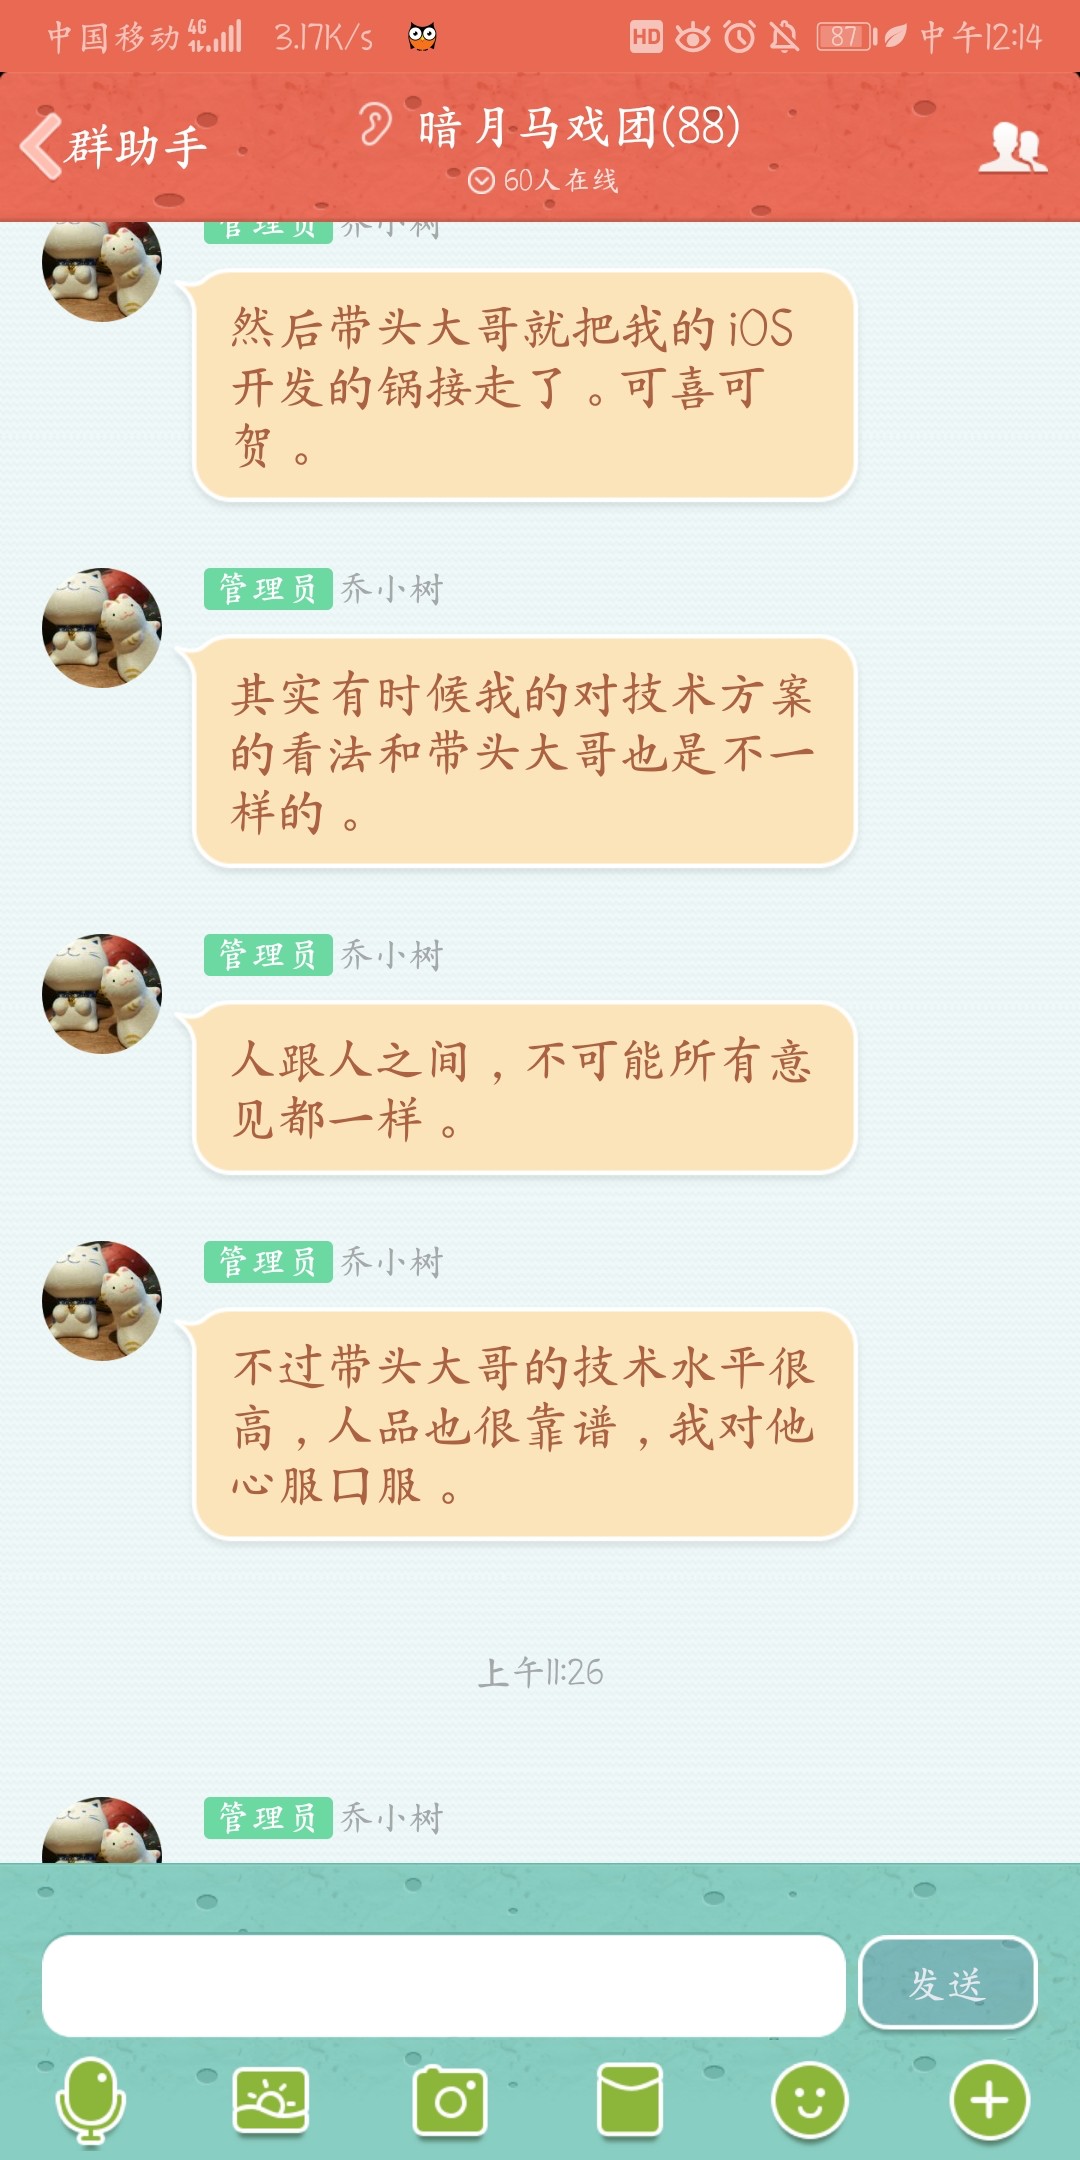 中国移动 4G 3.17K/s HD 87 中午12:14
群助手
暗月马戏团(88)
60人在线
管理员 乔小树
然后带头大哥就把我的iOS
开发的锅接走了。可喜可
贺。
管理员 乔小树
其实有时候我的对技术方案
的看法和带头大哥也是不一
样的。
管理员 乔小树
人跟人之间，不可能所有意
见都一样。
管理员 乔小树
不过带头大哥的技术水平很
高，人品也很靠谱，我对他
心服口服。
上午11:26
管理员 乔小树
发送